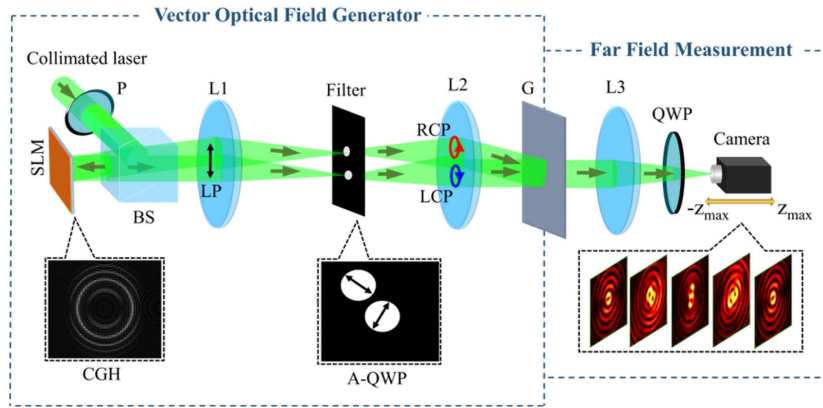 Vector Optical Field Generator
Far Field Measurement
Collimated laser
P
L1
Filter
L2
G
L3
QWP
Camera
SLM
BS
LP
RCP
LCP
-Zmax
Zmax
CGH
A-QWP